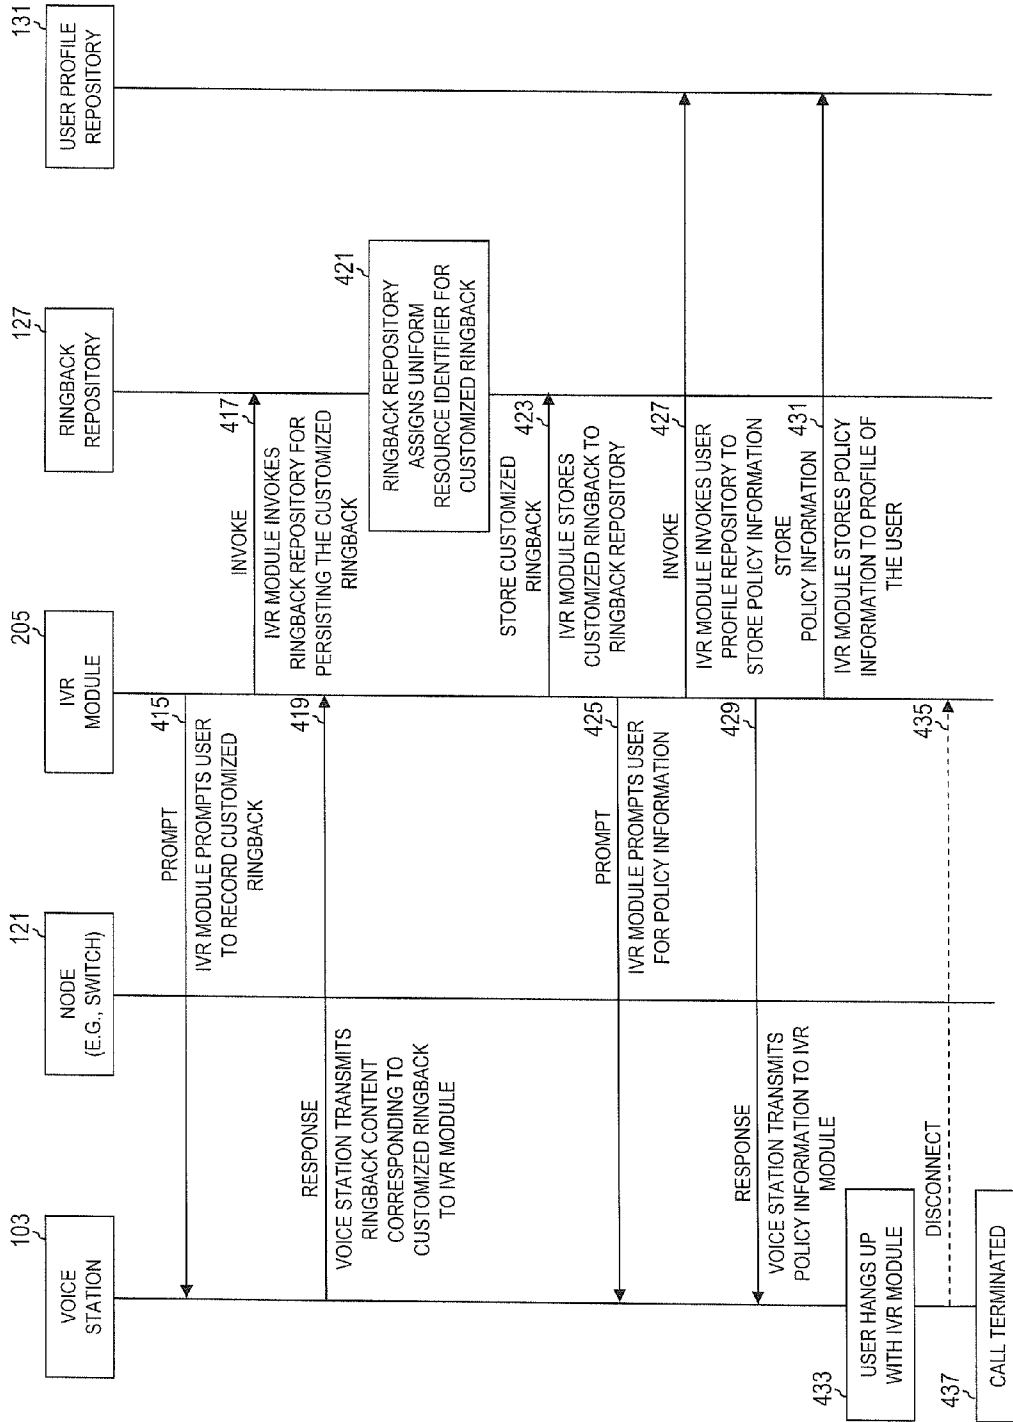 103
VOICE
STATION
121
NODE
(E.G., SWITCH)
205
IVR
MODULE
127
RINGBACK
REPOSITORY
131
USER PROFILE
REPOSITORY
PROMPT
415
IVR MODULE PROMPTS USER
TO RECORD CUSTOMIZED
RINGBACK
INVOKE
417
IVR MODULE INVOKES
RINGBACK REPOSITORY FOR
PERSISTING THE CUSTOMIZED
RINGBACK
RESPONSE
419
VOICE STATION TRANSMITS
RINGBACK CONTENT
CORRESPONDING TO
CUSTOMIZED RINGBACK
TO IVR MODULE
421
RINGBACK REPOSITORY
ASSIGNS UNIFORM
RESOURCE IDENTIFIER FOR
CUSTOMIZED RINGBACK
STORE CUSTOMIZED
RINGBACK
423
IVR MODULE STORES
CUSTOMIZED RINGBACK TO
RINGBACK REPOSITORY
PROMPT
425
IVR MODULE PROMPTS USER
FOR POLICY INFORMATION
INVOKE
427
IVR MODULE INVOKES USER
PROFILE REPOSITORY TO
STORE POLICY INFORMATION
RESPONSE
429
VOICE STATION TRANSMITS
POLICY INFORMATION TO IVR
MODULE
STORE
POLICY INFORMATION
431
IVR MODULE STORES POLICY
INFORMATION TO PROFILE OF
THE USER
433
USER HANGS UP
WITH IVR MODULE
DISCONNECT
435
437
CALL TERMINATED